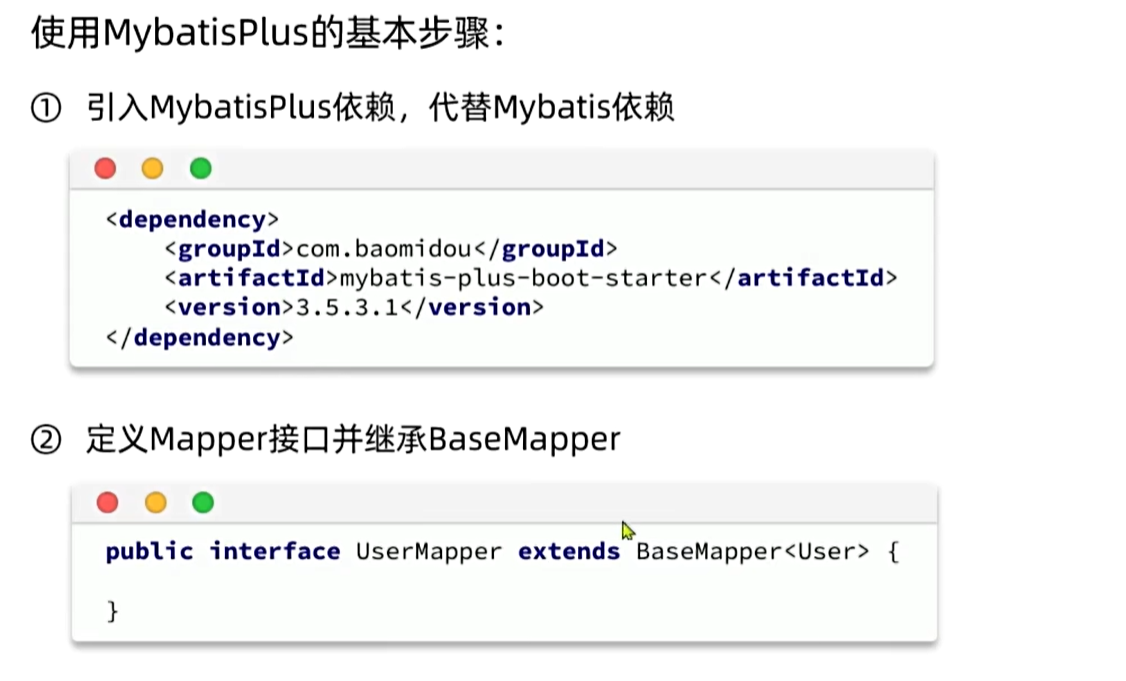 使用MybatisPlus的基本步骤：
① 引入MybatisPlus依赖，代替Mybatis依赖
<dependency>
    <groupId>com.baomidou</groupId>
    <artifactId>mybatis-plus-boot-starter</artifactId>
    <version>3.5.3.1</version>
</dependency>
② 定义Mapper接口并继承BaseMapper
public interface UserMapper extends BaseMapper<User> {
}